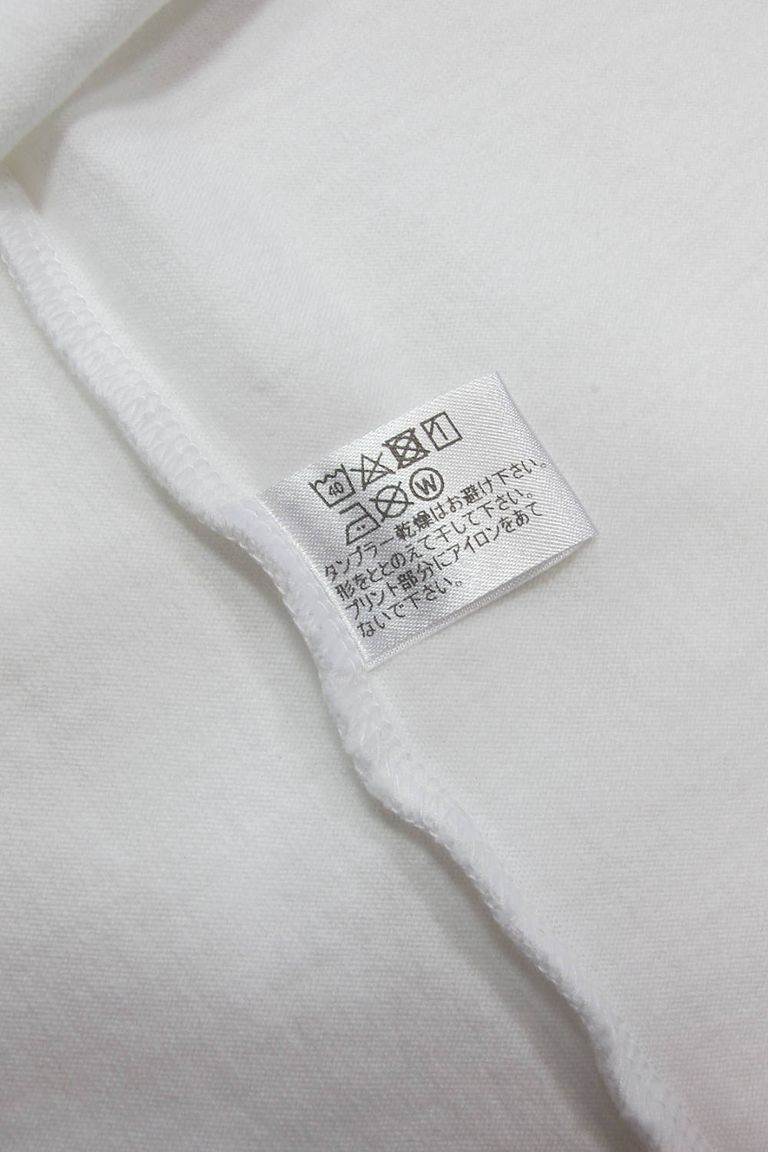 40
W
タンブラー乾燥はお避け下さい。
形をととのえて干して下さい。
プリント部分にアイロンをあて
ないで下さい。